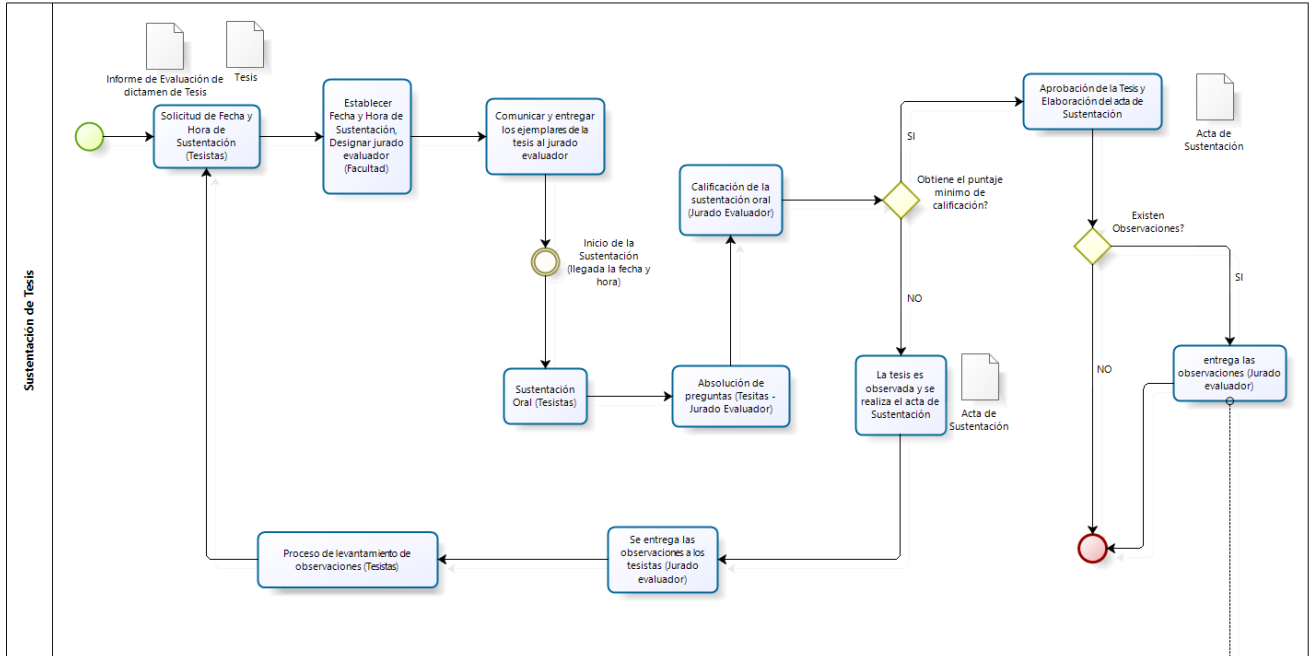 Sustentación de Tesis
Informe de Evaluación de
dictamen de Tesis
Tesis
Solicitud de Fecha y
Hora de
Sustentación
(Tesistas)
Establecer
Fecha y Hora de
Sustentación,
Designar jurado
evaluador
(Facultad)
Comunicar y entregar
los ejemplares de la
tesis al jurado
evaluador
Inicio de la
Sustentación
(llegada la fecha y
hora)
Sustentación
Oral (Tesistas)
Absolución de
preguntas (Tesitas -
Jurado Evaluador)
Calificación de la
sustentación oral
(Jurado Evaluador)
Obtiene el puntaje
minimo de
calificación?
SI
NO
Aprobación de la Tesis y
Elaboración del acta de
Sustentación
Acta de
Sustentación
Existen
Observaciones?
SI
NO
entrega las
observaciones (Jurado
evaluador)
La tesis es
observada y se
realiza el acta de
Sustentación
Acta de
Sustentación
Se entrega las
observaciones a los
tesistas (Jurado
evaluador)
Proceso de levantamiento de
observaciones (Tesistas)